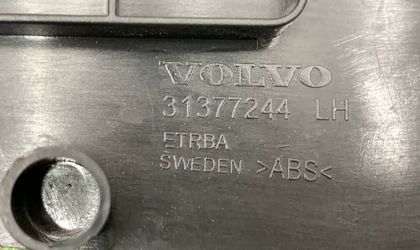 VOLVO
31377244 LH
ETRBA
SWEDEN >ABS<